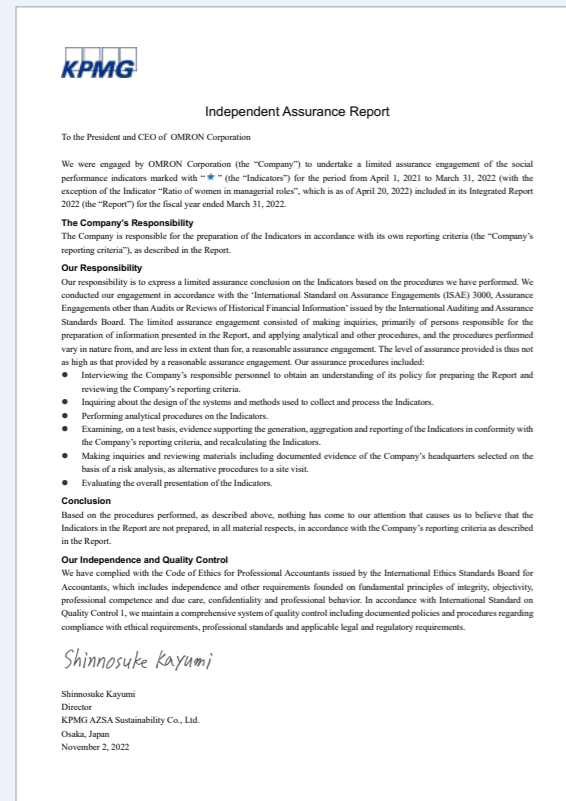 KPMG
Independent Assurance Report
To the President and CEO of OMRON Corporation
We were engaged by OMRON Corporation (the “Company”) to undertake a limited assurance engagement of the social
performance indicators marked with “★” (the “Indicators”) for the period from April 1, 2021 to March 31, 2022 (with the
exception of the Indicator “Ratio of women in managerial roles”, which is as of April 20, 2022) included in its Integrated Report
2022 (the “Report”) for the fiscal year ended March 31, 2022.
The Company’s Responsibility
The Company is responsible for the preparation of the Indicators in accordance with its own reporting criteria (the “Company’s
reporting criteria”), as described in the Report.
Our Responsibility
Our responsibility is to express a limited assurance conclusion on the Indicators based on the procedures we have performed. We
conducted our engagement in accordance with the ‘International Standard on Assurance Engagements (ISAE) 3000, Assurance
Engagements other than Audits or Reviews of Historical Financial Information’ issued by the International Auditing and Assurance
Standards Board. The limited assurance engagement consisted of making inquiries, primarily of persons responsible for the
preparation of information presented in the Report, and applying analytical and other procedures, and the procedures performed
vary in nature from, and are less in extent than for, a reasonable assurance engagement. The level of assurance provided is thus not
as high as that provided by a reasonable assurance engagement. Our assurance procedures included:
● Interviewing the Company’s responsible personnel to obtain an understanding of its policy for preparing the Report and
reviewing the Company’s reporting criteria.
● Inquiring about the design of the systems and methods used to collect and process the Indicators.
● Performing analytical procedures on the Indicators.
● Examining, on a test basis, evidence supporting the generation, aggregation and reporting of the Indicators in conformity with
the Company’s reporting criteria, and recalculating the Indicators.
● Making inquiries and reviewing materials including documented evidence of the Company’s headquarters selected on the
basis of a risk analysis, as alternative procedures to a site visit.
● Evaluating the overall presentation of the Indicators.
Conclusion
Based on the procedures performed, as described above, nothing has come to our attention that causes us to believe that the
Indicators in the Report are not prepared, in all material respects, in accordance with the Company’s reporting criteria as described
in the Report.
Our Independence and Quality Control
We have complied with the Code of Ethics for Professional Accountants issued by the International Ethics Standards Board for
Accountants, which includes independence and other requirements founded on fundamental principles of integrity, objectivity,
professional competence and due care, confidentiality and professional behavior. In accordance with International Standard on
Quality Control 1, we maintain a comprehensive system of quality control including documented policies and procedures regarding
compliance with ethical requirements, professional standards and applicable legal and regulatory requirements.
Shinnosuke Kayumi
Shinnosuke Kayumi
Director
KPMG AZSA Sustainability Co., Ltd.
Osaka, Japan
November 2, 2022